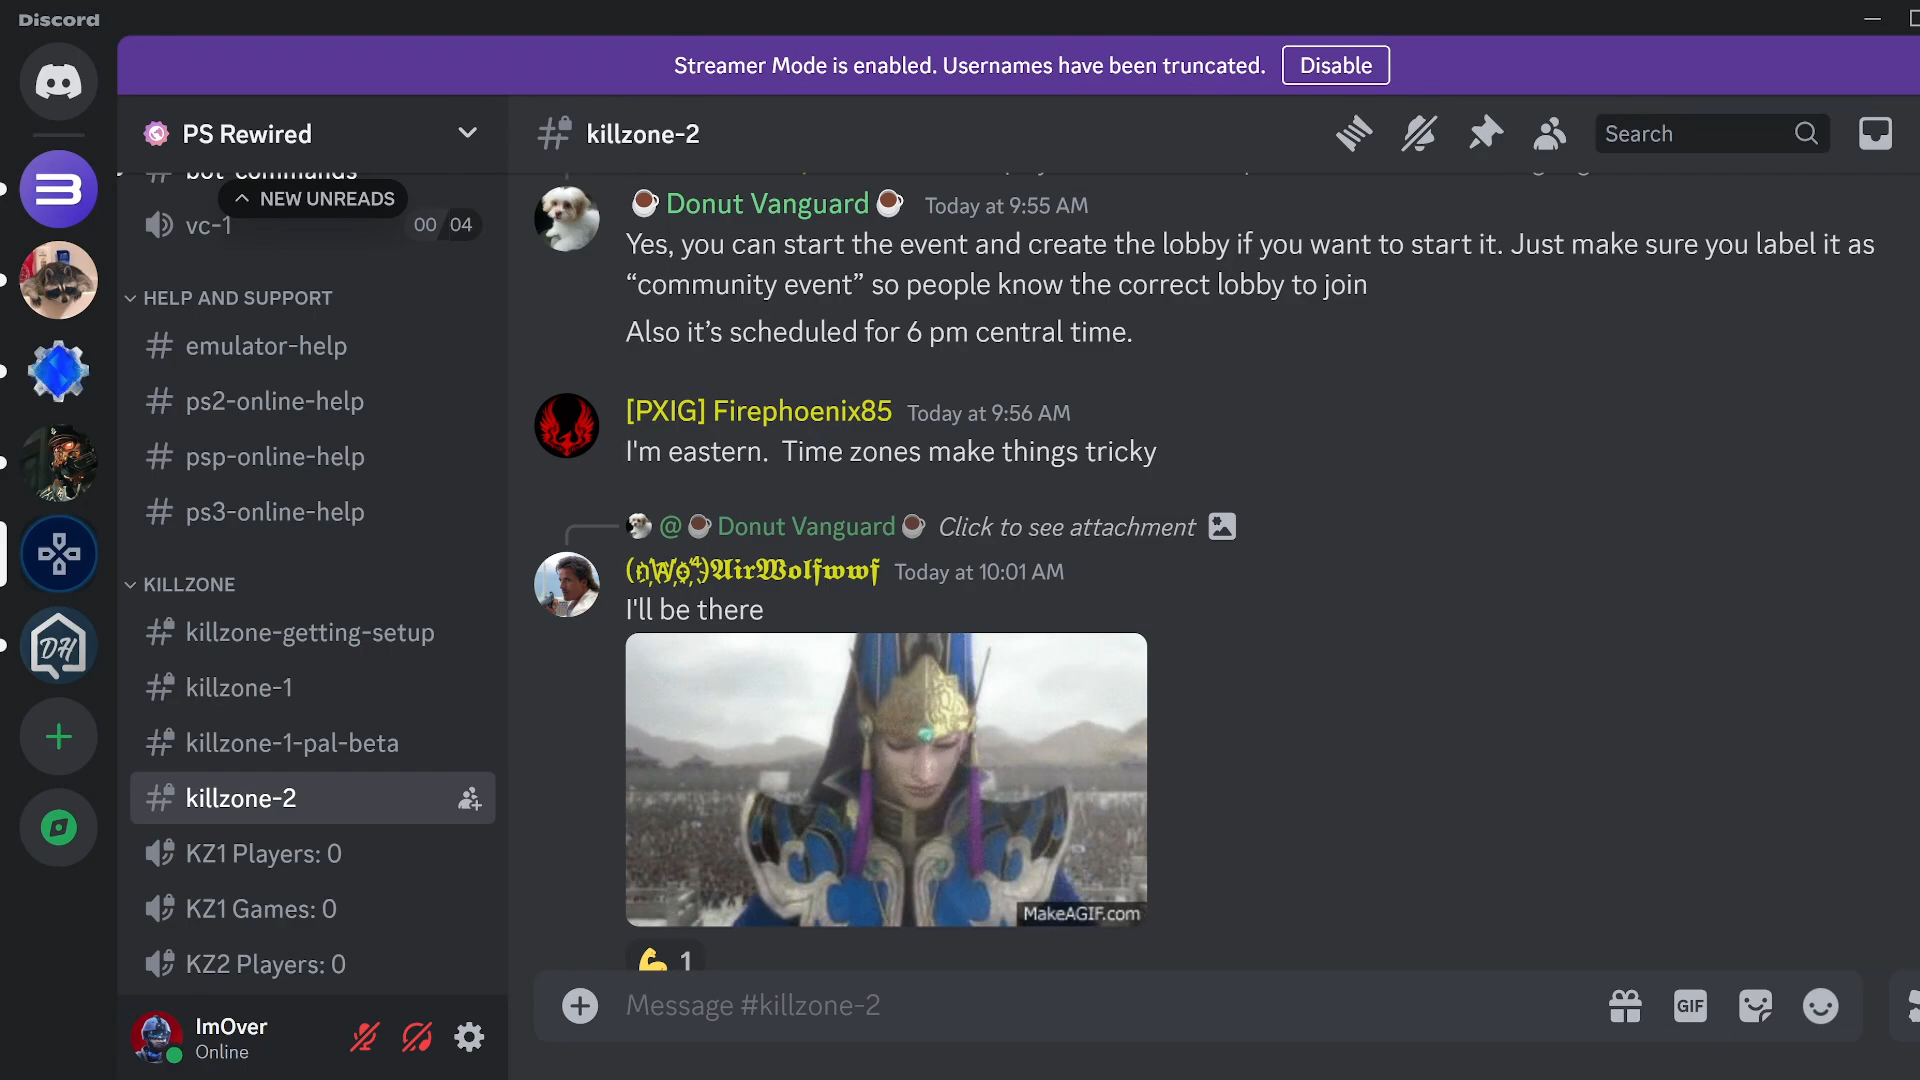 Discord
Streamer Mode is enabled. Usernames have been truncated.
Disable
PS Rewired
bot-commands
NEW UNREADS
vc-1
00 04
HELP AND SUPPORT
emulator-help
ps2-online-help
psp-online-help
ps3-online-help
KILLZONE
killzone-getting-setup
killzone-1
killzone-1-pal-beta
killzone-2
KZ1 Players: 0
KZ1 Games: 0
KZ2 Players: 0
ImOver
Online
killzone-2
Search
Donut Vanguard Today at 9:55 AM
Yes, you can start the event and create the lobby if you want to start it. Just make sure you label it as
“community event” so people know the correct lobby to join
Also it’s scheduled for 6 pm central time.
[PXIG] Firephoenix85 Today at 9:56 AM
I'm eastern. Time zones make things tricky
@ Donut Vanguard Click to see attachment
𝕬𝖎𝖗𝖂𝖔𝖑𝖋𝖜𝖜𝖋 Today at 10:01 AM
I'll be there
MakeAGIF.com
1
Message #killzone-2
GIF
DH